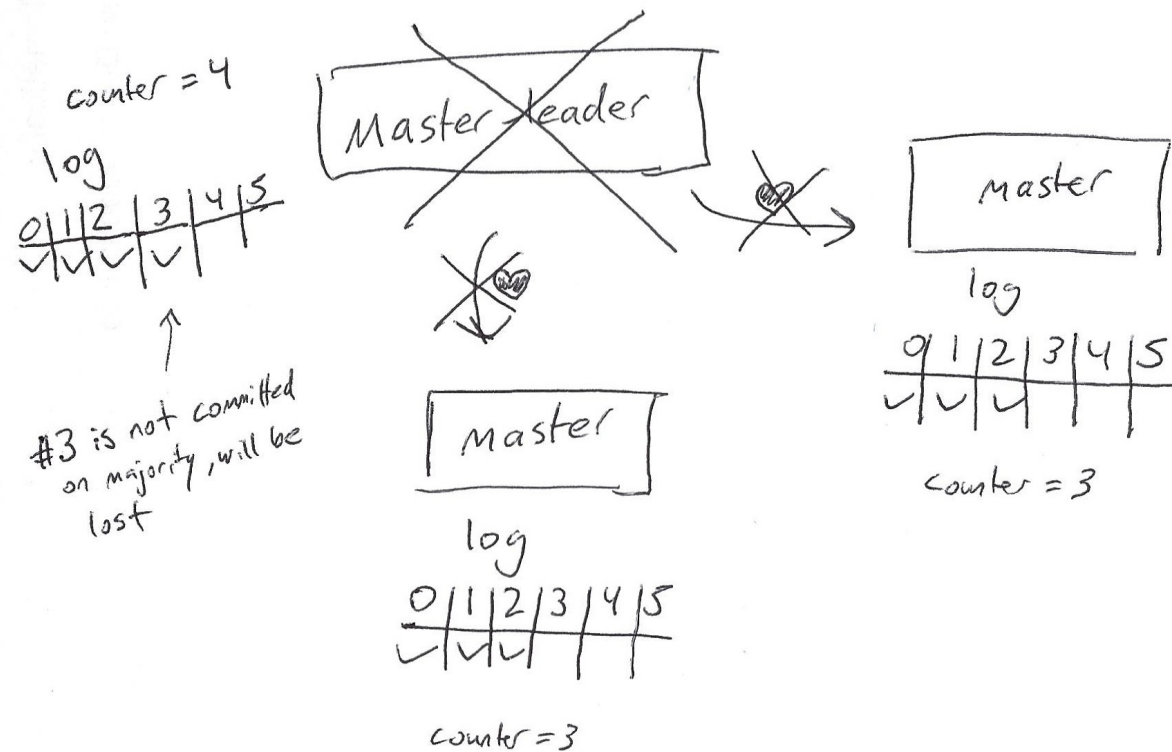 counter = 4
log
0 1 2 3 4 5
#3 is not committed
on majority, will be
lost
Master leader
Master
log
0 1 2 3 4 5
counter = 3
Master
log
0 1 2 3 4 5
counter = 3